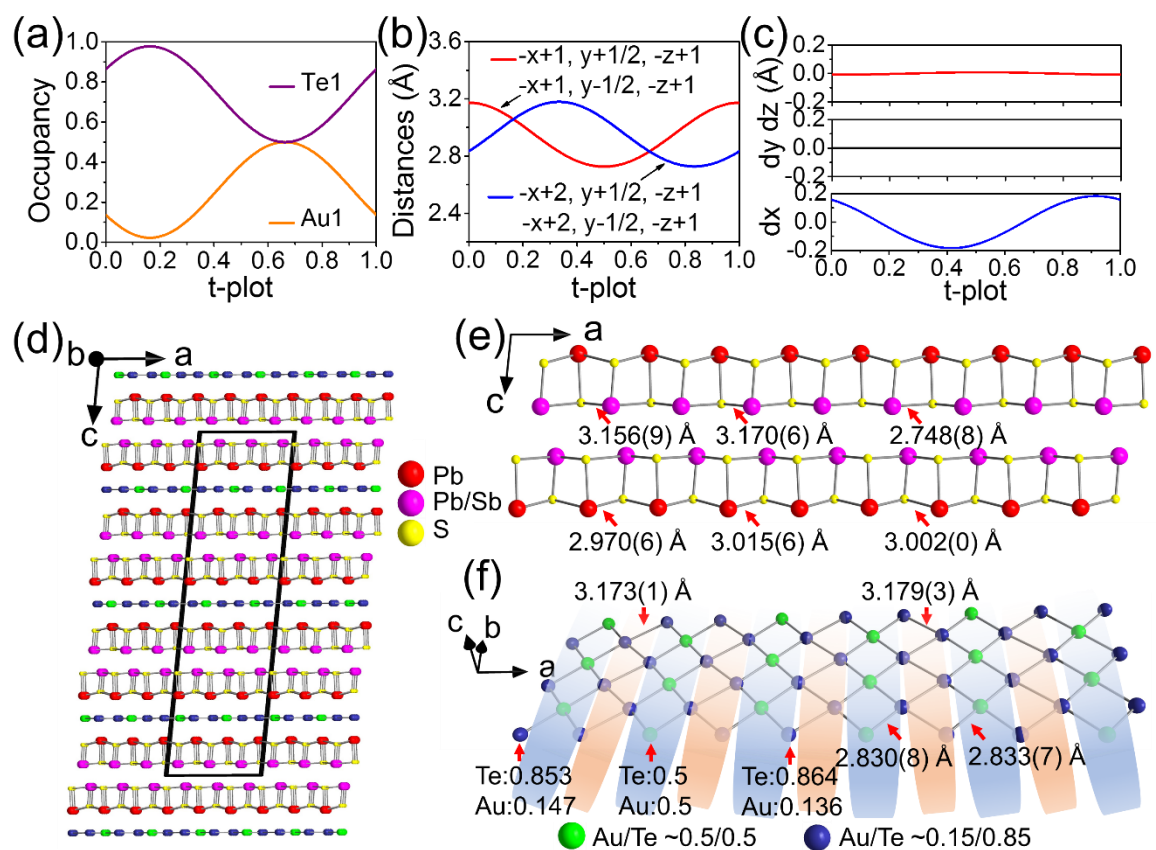 (a)
1.0
0.8
0.6
0.4
0.2
0.0
Occupancy
Te1
Au1
0.0 0.2 0.4 0.6 0.8 1.0
t-plot
(b)
3.6
3.2
2.8
2.4
Distances (Å)
-x+1, y+1/2, -z+1
-x+1, y-1/2, -z+1
-x+2, y+1/2, -z+1
-x+2, y-1/2, -z+1
0.0 0.2 0.4 0.6 0.8 1.0
t-plot
(c)
0.2
0.0
-0.2
0.2
0.0
-0.2
0.2
0.0
-0.2
dx dy dz (Å)
0.0 0.2 0.4 0.6 0.8 1.0
t-plot
(d)
b
a
c
Pb
Pb/Sb
S
(e)
a
c
3.156(9) Å 3.170(6) Å 2.748(8) Å
2.970(6) Å 3.015(6) Å 3.002(0) Å
(f)
3.173(1) Å 3.179(3) Å
c b
a
2.830(8) Å 2.833(7) Å
Te:0.853 Te:0.5 Te:0.864
Au:0.147 Au:0.5 Au:0.136
Au/Te ~0.5/0.5 Au/Te ~0.15/0.85